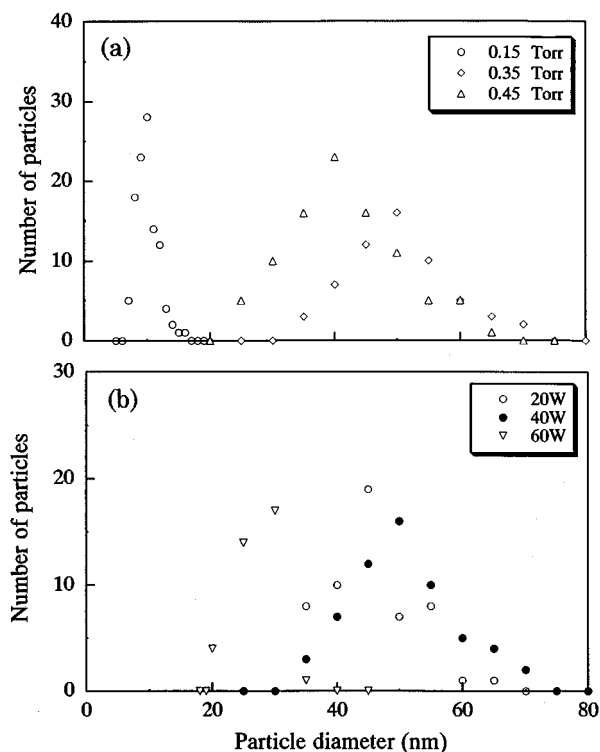 (a)
0.15 Torr
0.35 Torr
0.45 Torr
40
30
20
10
0
Number of particles
(b)
20W
40W
60W
30
20
10
0
Number of particles
0 20 40 60 80
Particle diameter (nm)